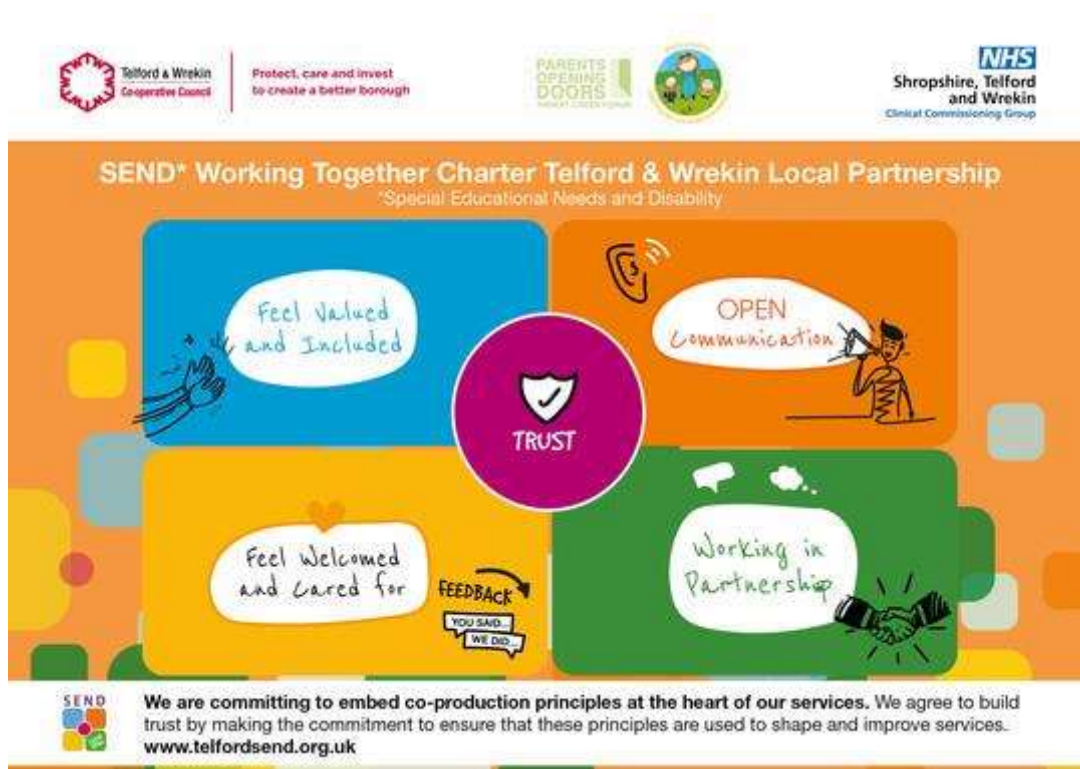 Telford & Wrekin
Co-operative Council
Protect, care and invest
to create a better borough
PARENTS
OPENING
DOORS
NHS
Shropshire, Telford
and Wrekin
Clinical Commissioning Group
SEND* Working Together Charter Telford & Wrekin Local Partnership
*Special Educational Needs and Disability
Feel Valued
and Included
OPEN
Communication
TRUST
Feel Welcomed
and Cared for
FEEDBACK
YOU SAID...
WE DID...
Working in
Partnership
SEND
We are committing to embed co-production principles at the heart of our services. We agree to build
trust by making the commitment to ensure that these principles are used to shape and improve services.
www.telfordsend.org.uk